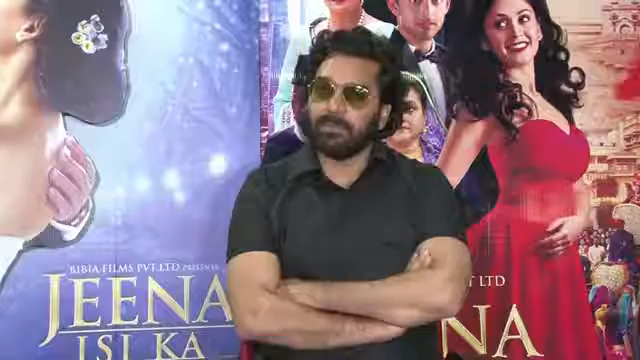 BIBIA FILMS PVT.LTD PRESENTS
JEENA
ISI KA
LTD
NA